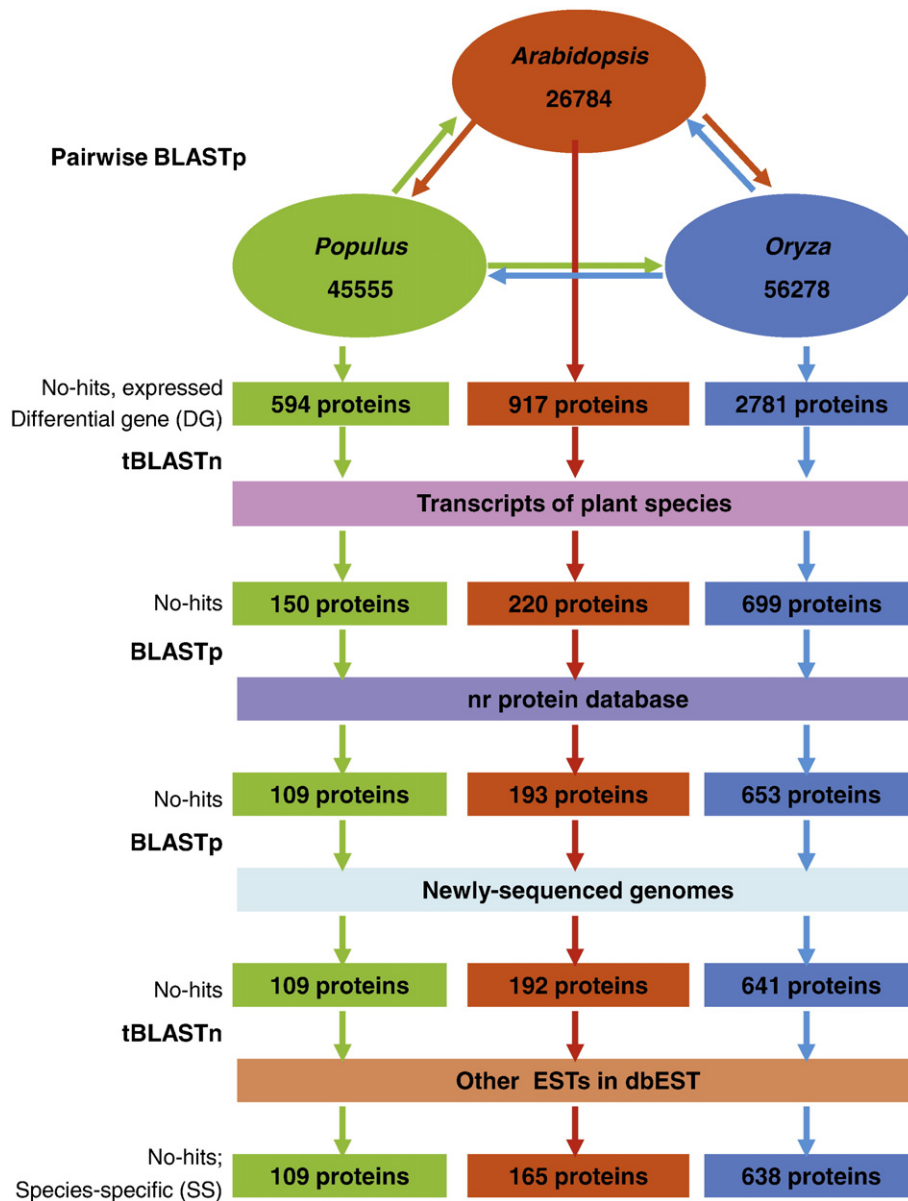 Arabidopsis
26784
Pairwise BLASTp
Populus
45555
Oryza
56278
No-hits, expressed
Differential gene (DG)
594 proteins
917 proteins
2781 proteins
tBLASTn
Transcripts of plant species
No-hits
150 proteins
220 proteins
699 proteins
BLASTp
nr protein database
No-hits
109 proteins
193 proteins
653 proteins
BLASTp
Newly-sequenced genomes
No-hits
109 proteins
192 proteins
641 proteins
tBLASTn
Other ESTs in dbEST
No-hits;
Species-specific (SS)
109 proteins
165 proteins
638 proteins